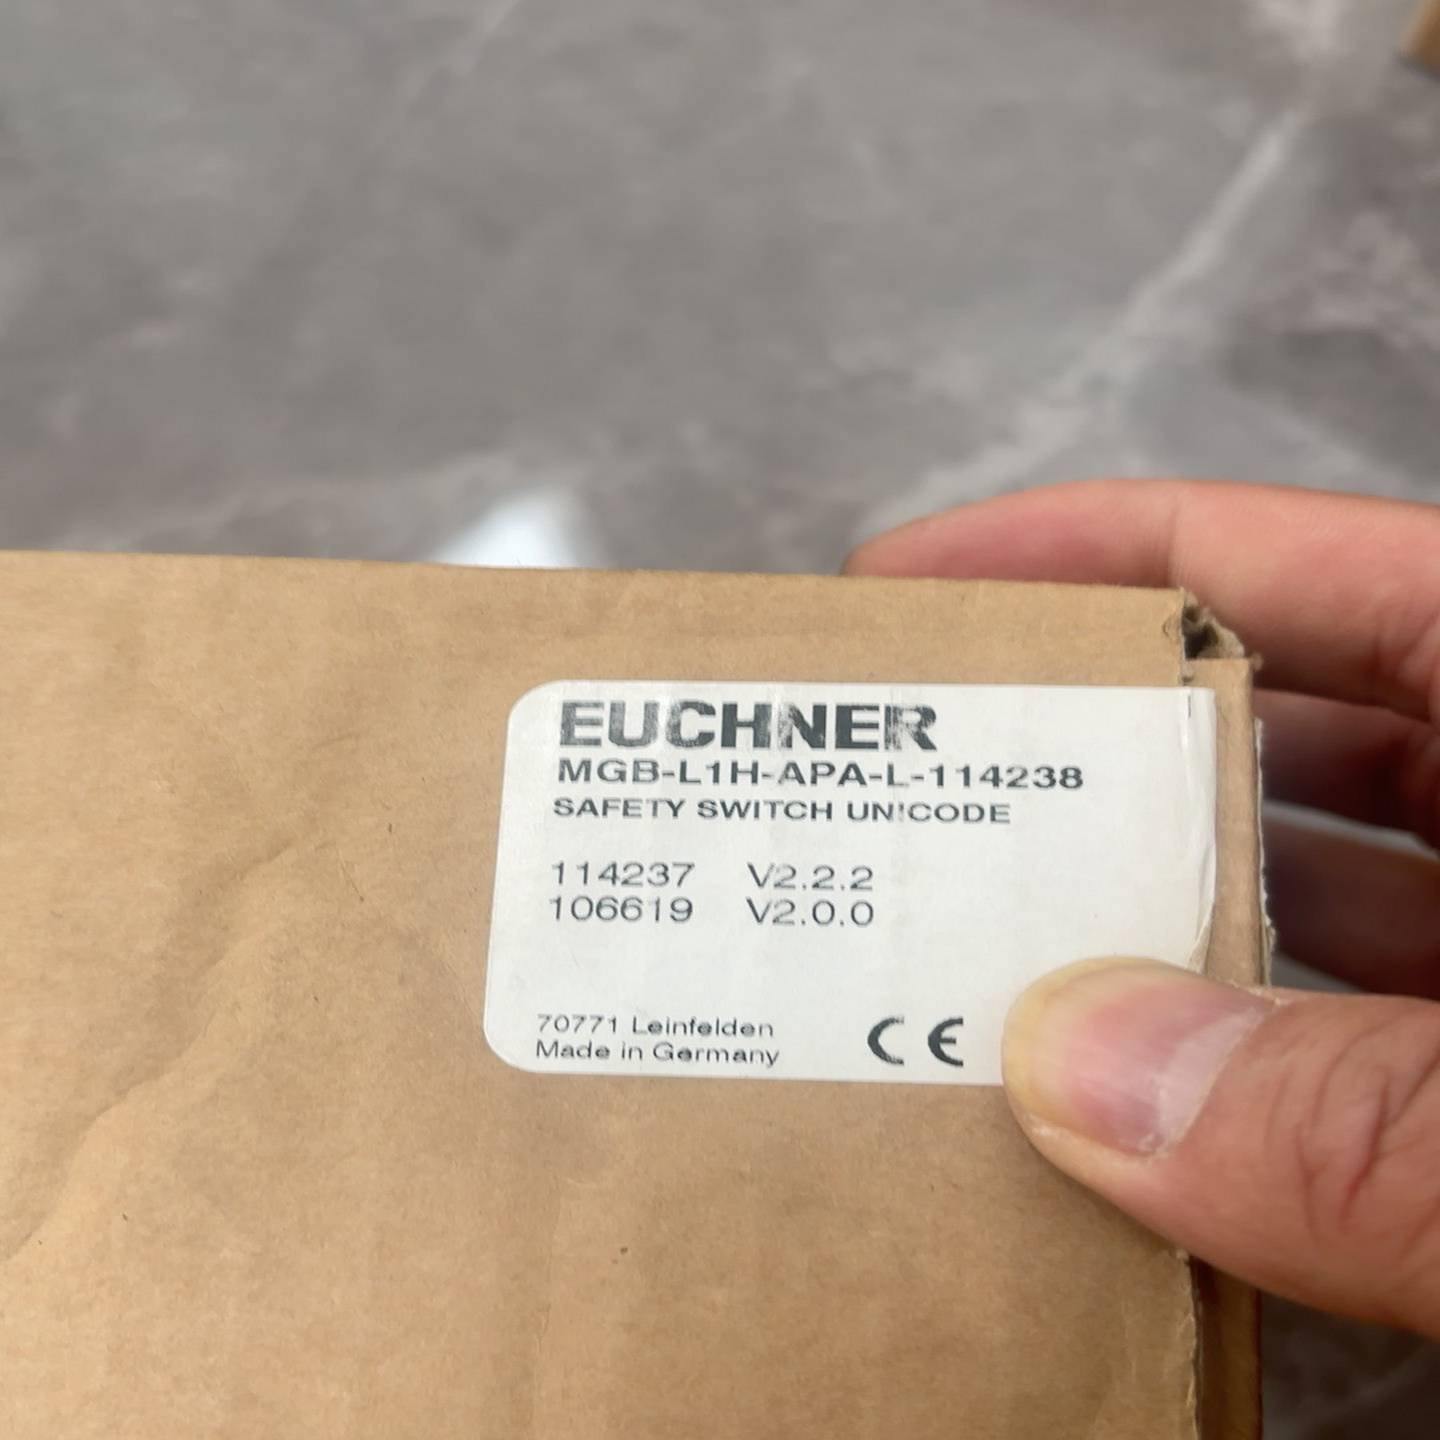 EUCHNER
MGB-L1H-APA-L-114238
SAFETY SWITCH UNICODE
114237 V2.2.2
106619 V2.0.0
70771 Leinfelden
Made in Germany
CE